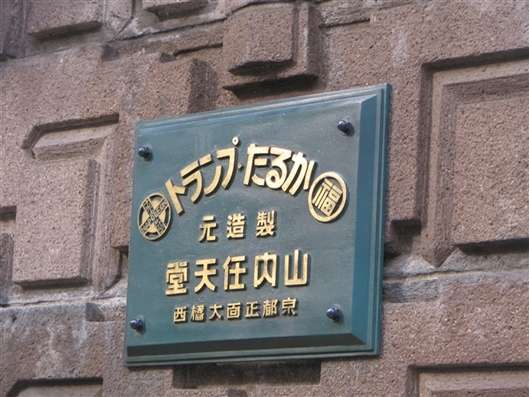 福 かるた・トランプ
製造元
山内任天堂
京都正面大橋西